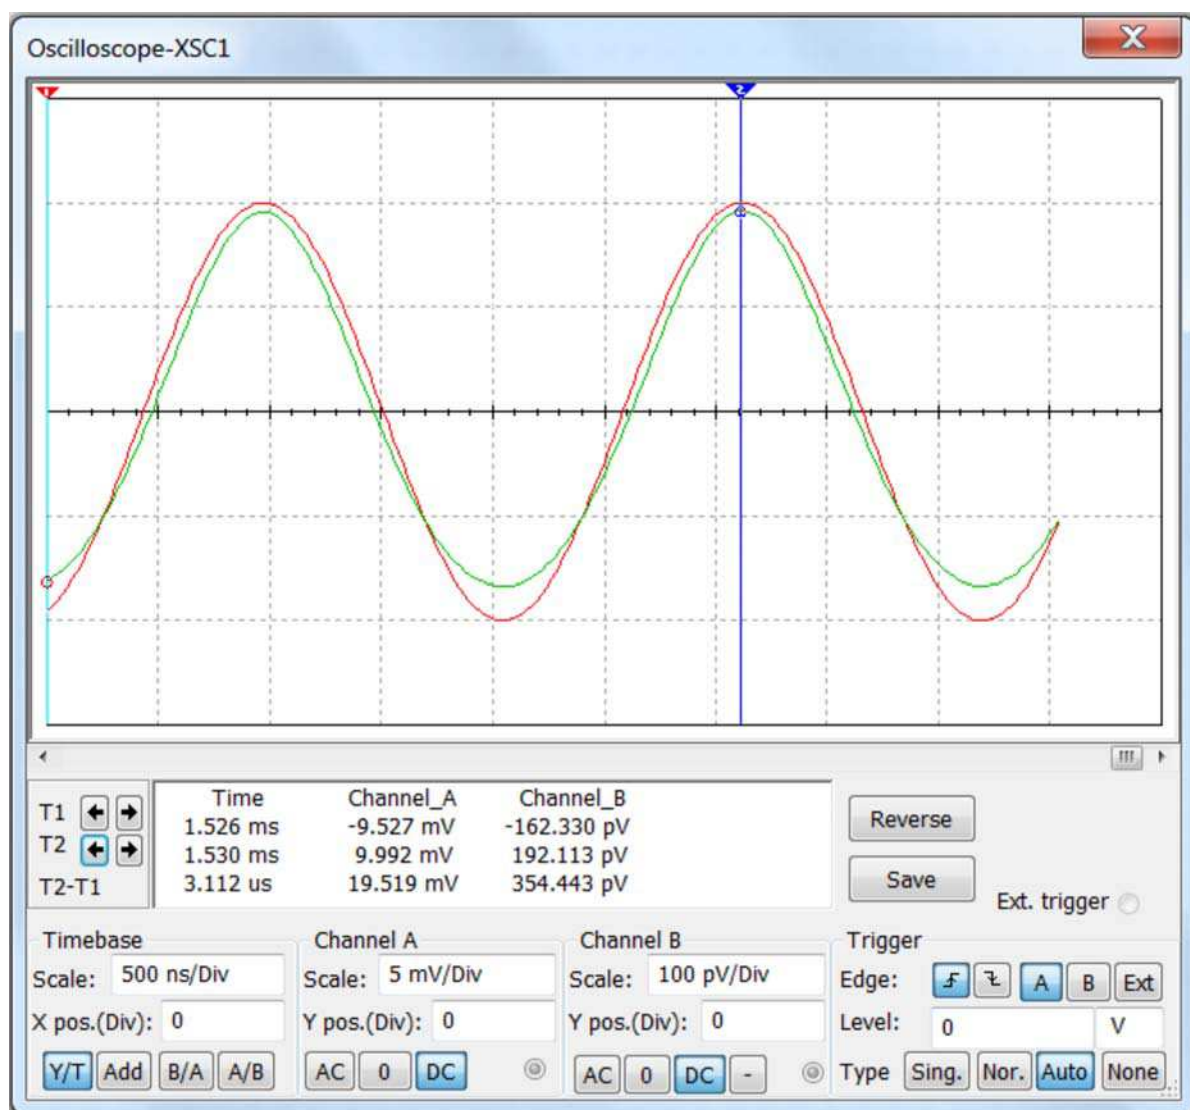 Oscilloscope-XSC1
X
1
2
T1
T2
T2-T1
Time Channel_A Channel_B
1.526 ms -9.527 mV -162.330 pV
1.530 ms 9.992 mV 192.113 pV
3.112 us 19.519 mV 354.443 pV
Reverse
Save
Ext. trigger
Timebase
Scale: 500 ns/Div
X pos.(Div): 0
Y/T Add B/A A/B
Channel A
Scale: 5 mV/Div
Y pos.(Div): 0
AC 0 DC
Channel B
Scale: 100 pV/Div
Y pos.(Div): 0
AC 0 DC -
Trigger
Edge: A B Ext
Level: 0 V
Type Sing. Nor. Auto None